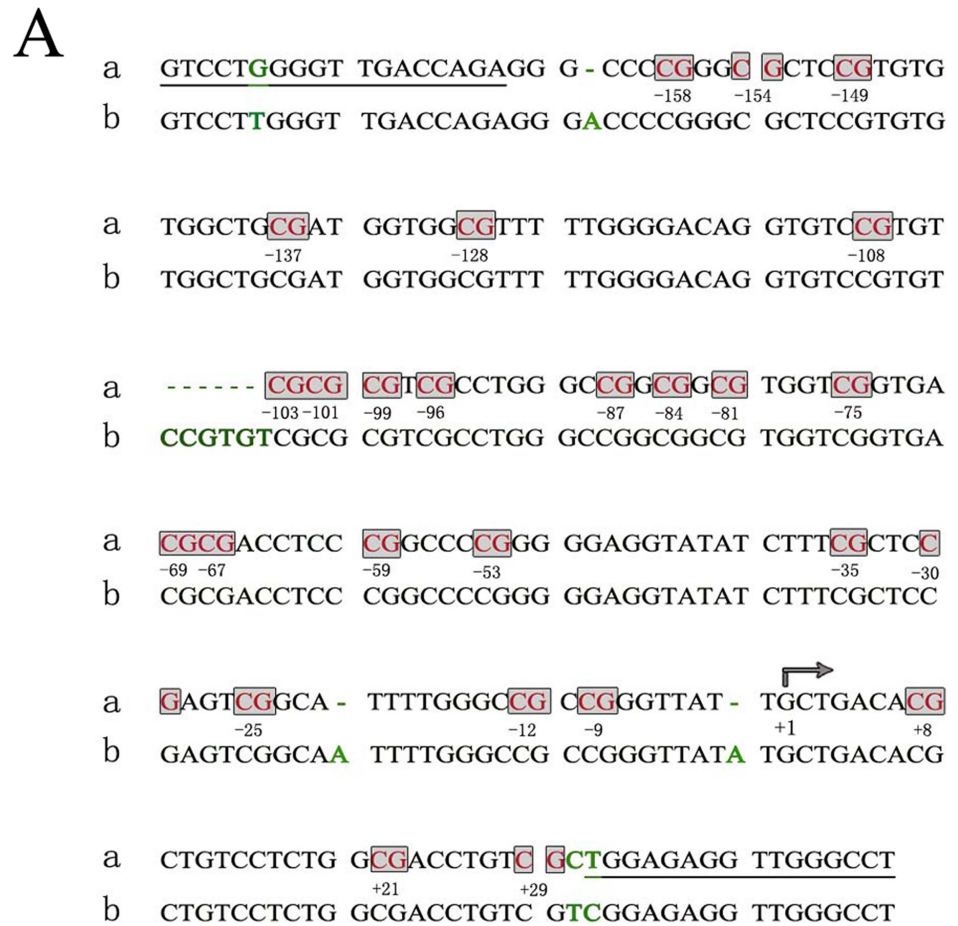 A
a GTCCTGGGGT TGACCAGAGG G-CCCCGGGC GCTCCGTGTG
-158 -154 -149
b GTCCTTGGGT TGACCAGAGG GACCCCGGGC GCTCCGTGTG
a TGGCTGCGAT GGTGGCGTTT TTGGGGACAG GTGTCCGTGT
-137 -128 -108
b TGGCTGCGAT GGTGGCGTTT TTGGGGACAG GTGTCCGTGT
a ------CGCG CGTCGCCTGG GCCGGCGGCG TGGTCGGTGA
-103 -101 -99 -96 -87 -84 -81 -75
b CCGTGTCGCG CGTCGCCTGG GCCGGCGGCG TGGTCGGTGA
a CGCGACCTCC CGGCCCCGGG GGAGGTATAT CTTTCGCTCC
-69 -67 -59 -53 -35 -30
b CGCGACCTCC CGGCCCCGGG GGAGGTATAT CTTTCGCTCC
a GAGTCGGCA- TTTTGGGCCG CCGGGTTAT- TGCTGACACG
-25 -12 -9 +1 +8
b GAGTCGGCAA TTTTGGGCCG CCGGGTTATA TGCTGACACG
a CTGTCCTCTG GCGACCTGTC GCTGGAGAGG TTGGGCCT
+21 +29
b CTGTCCTCTG GCGACCTGTC GTCGGAGAGG TTGGGCCT